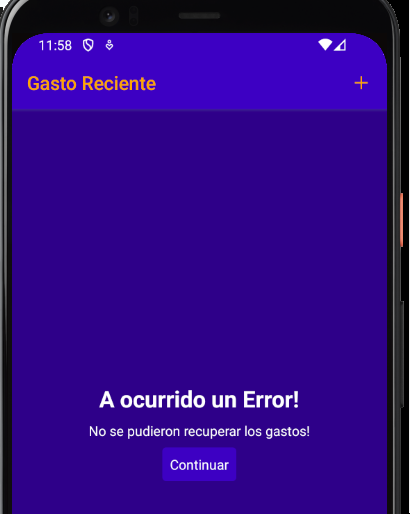 11:58
Gasto Reciente +
A ocurrido un Error!
No se pudieron recuperar los gastos!
Continuar